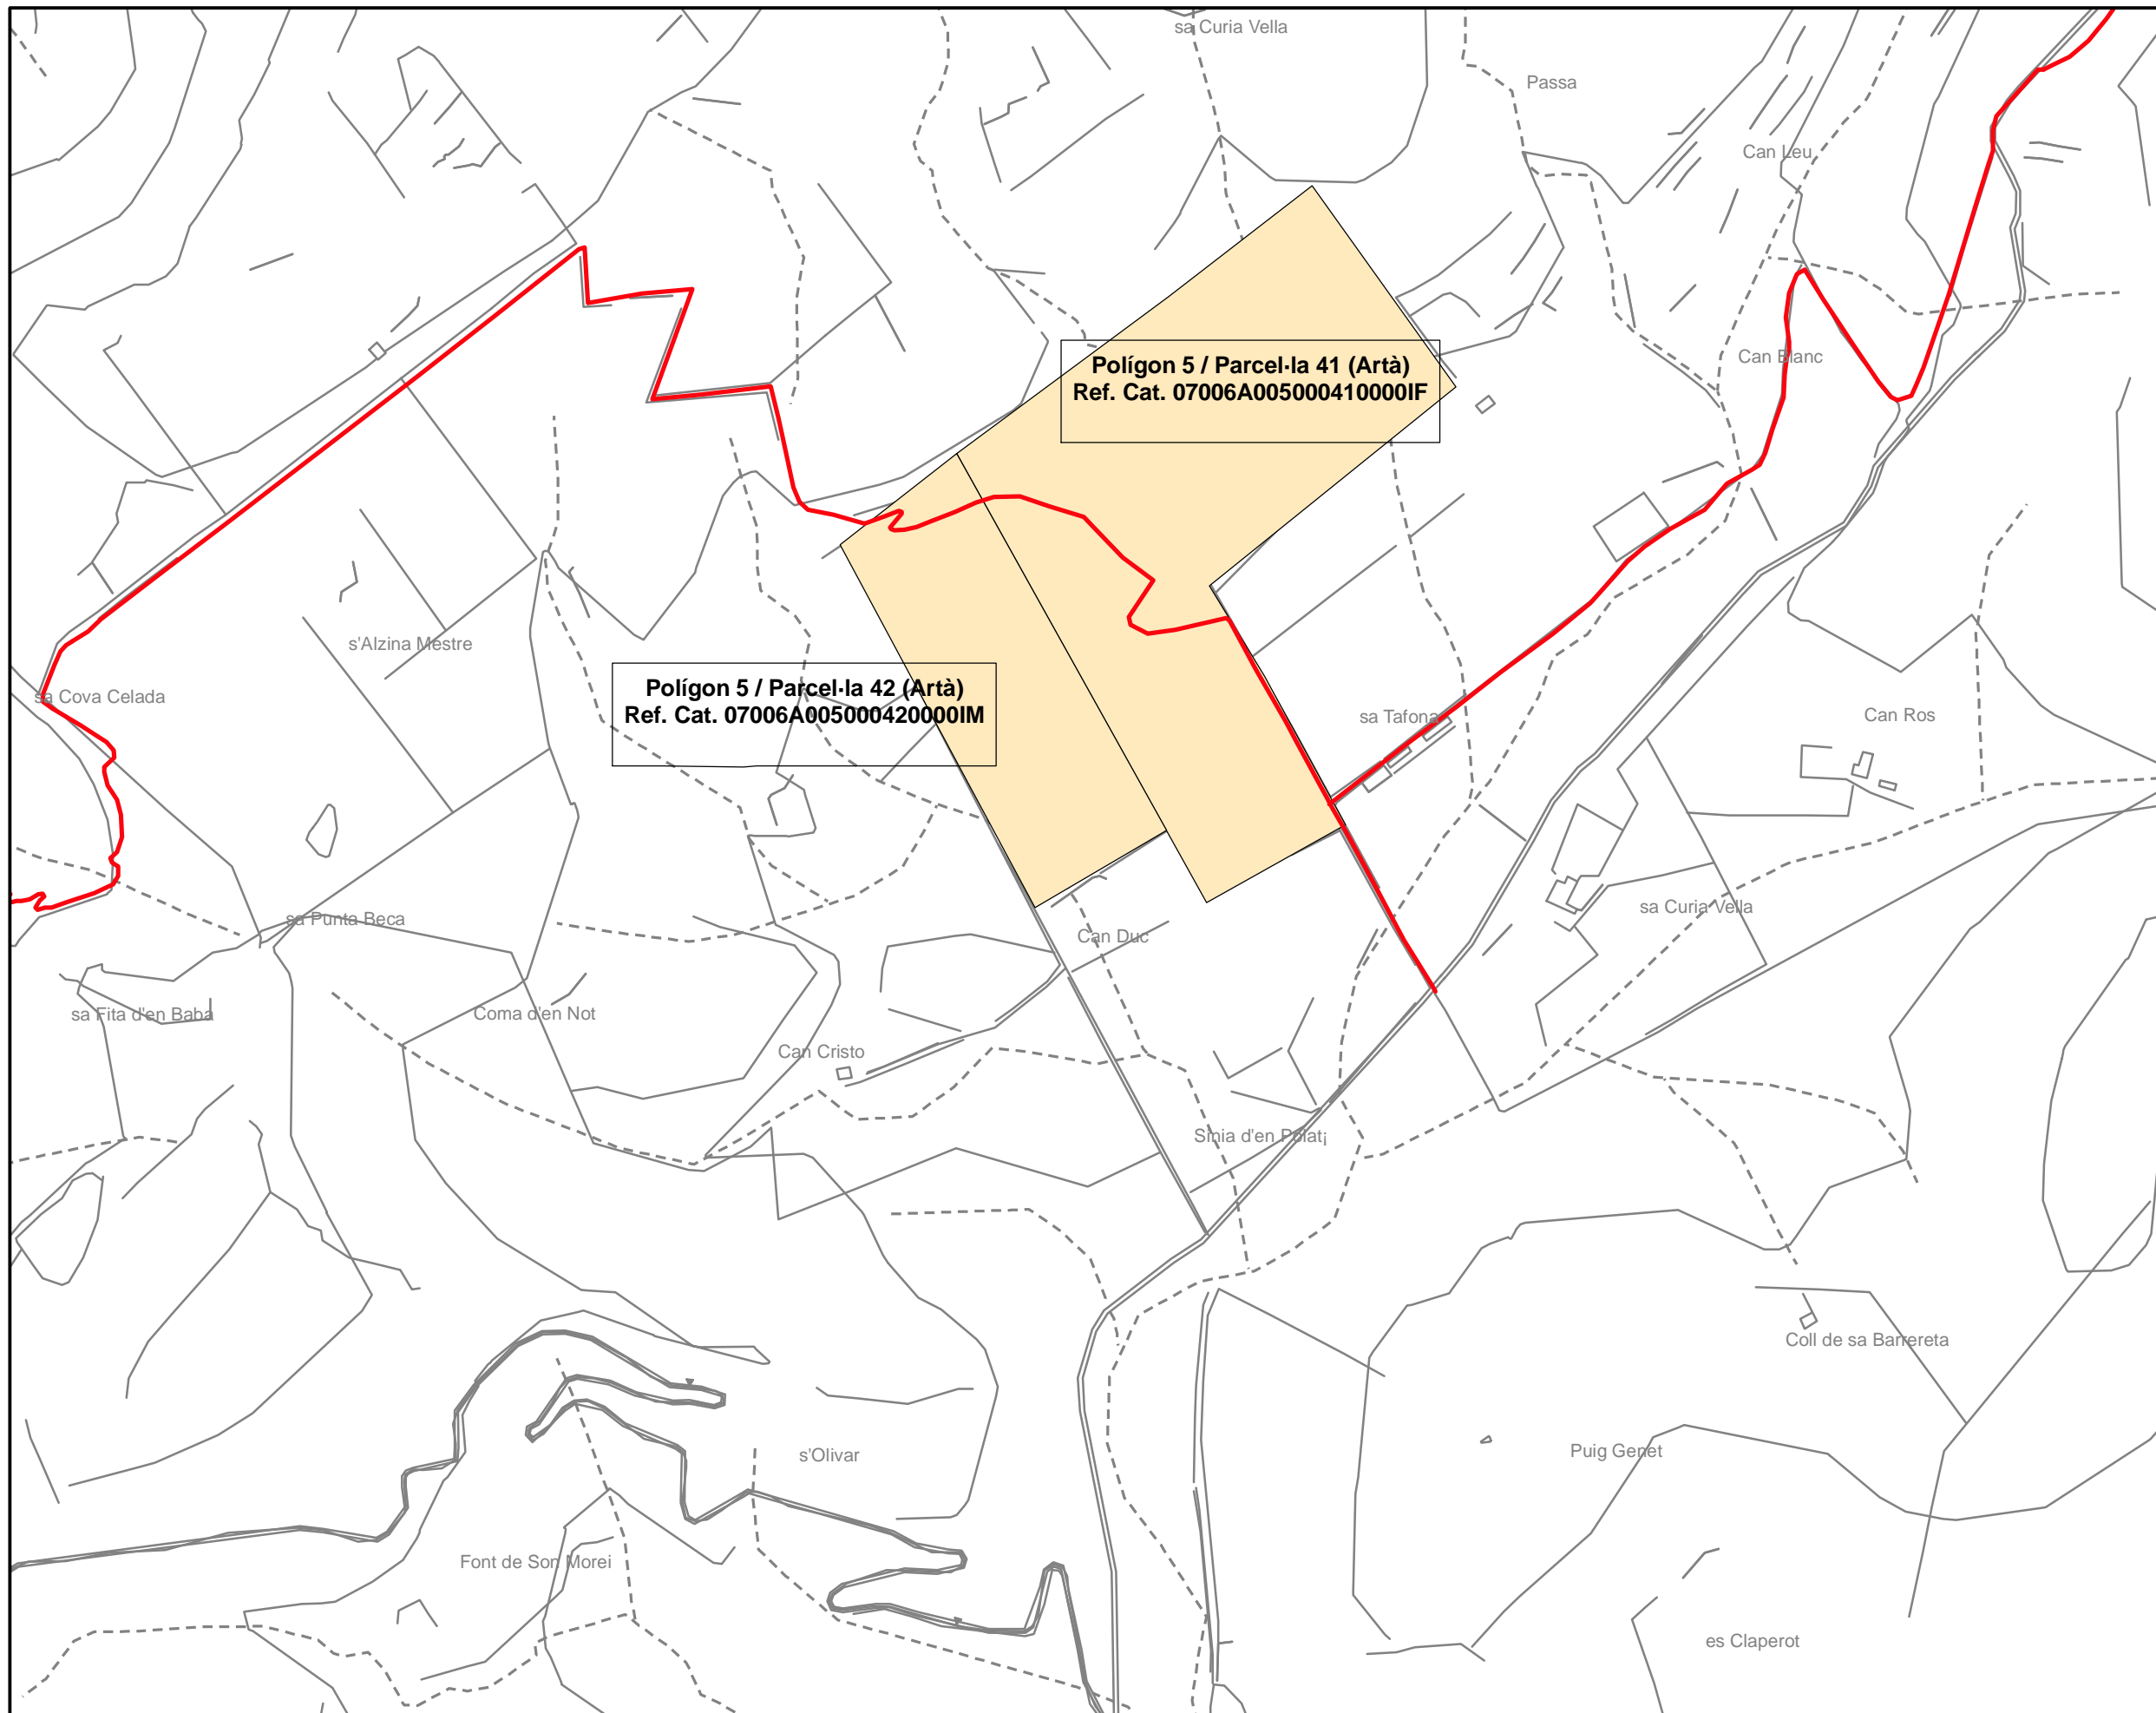 sa Curia Vella
Passa
Can Leu
Can Blanc
Polígon 5 / Parcel·la 41 (Artà)
Ref. Cat. 07006A005000410000IF
s'Alzina Mestre
sa Cova Celada
Polígon 5 / Parcel·la 42 (Artà)
Ref. Cat. 07006A005000420000IM
sa Tafona
Can Ros
sa Punta Beca
sa Curia Vella
Can Duc
sa Fita d'en Baba
Coma d'en Not
Can Cristo
Sinia d'en Polat¡
Coll de sa Barrereta
s'Olivar
Puig Genet
Font de Son Morei
es Claperot